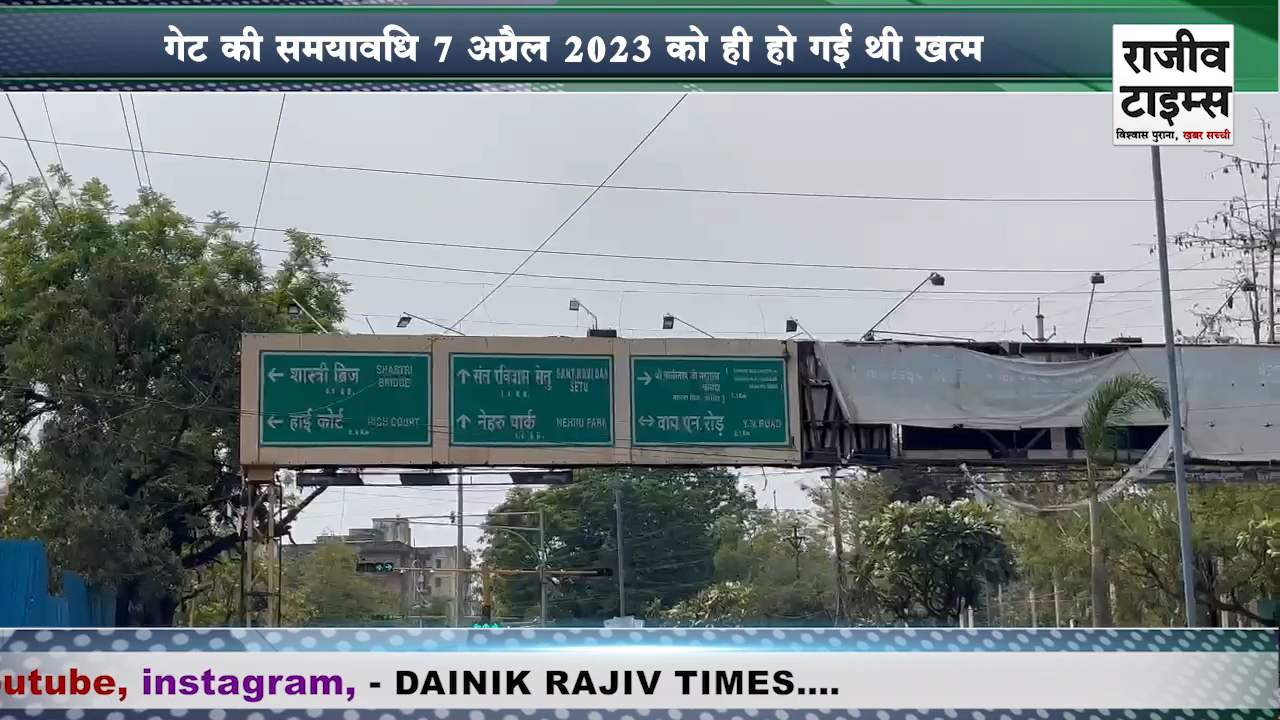 गेट की समयावधि 7 अप्रैल 2023 को ही हो गई थी खत्म
राजीव
टाइम्स
विश्वास पुराना, ख़बर सच्ची
शास्त्री ब्रिज
SHASTRI
BRIDGE
हाई कोर्ट
HIGH COURT
संत रविदास सेतु
SANT RAVIDAS
SETU
नेहरु पार्क
NEHRU PARK
वाय.एन.रोड़
Y.N ROAD
utube, instagram, - DAINIK RAJIV TIMES....